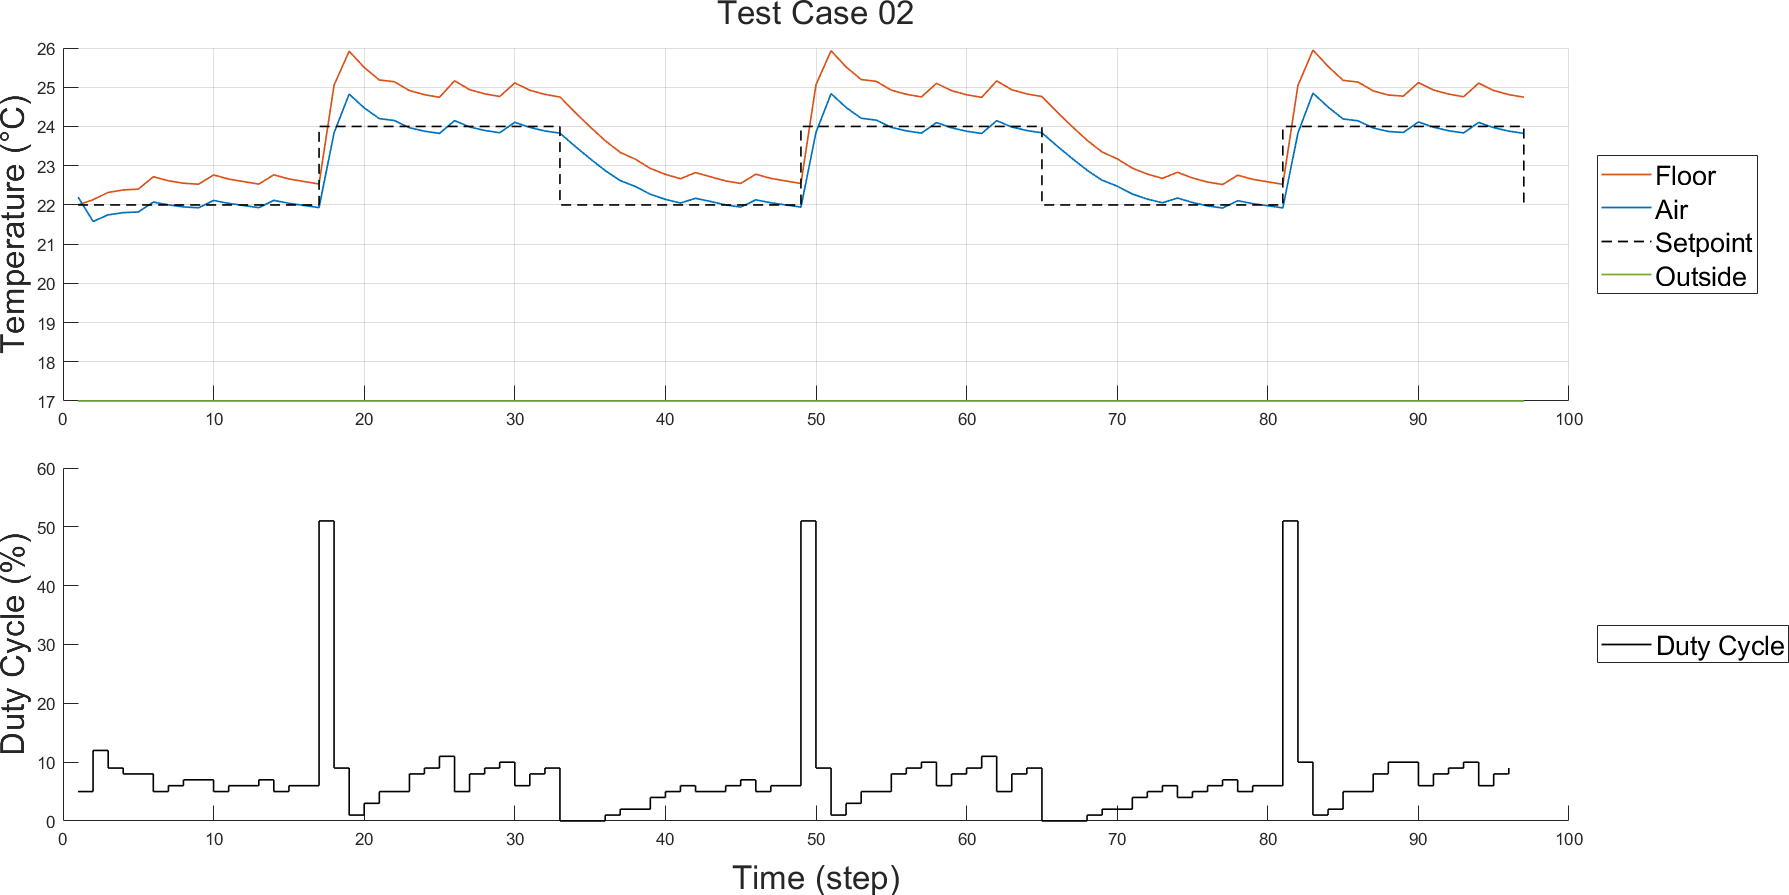 Test Case 02
Temperature (°C)
26
25
24
23
22
21
20
19
18
17
0 10 20 30 40 50 60 70 80 90 100
Floor
Air
Setpoint
Outside
Duty Cycle (%)
60
50
40
30
20
10
0
0 10 20 30 40 50 60 70 80 90 100
Time (step)
Duty Cycle